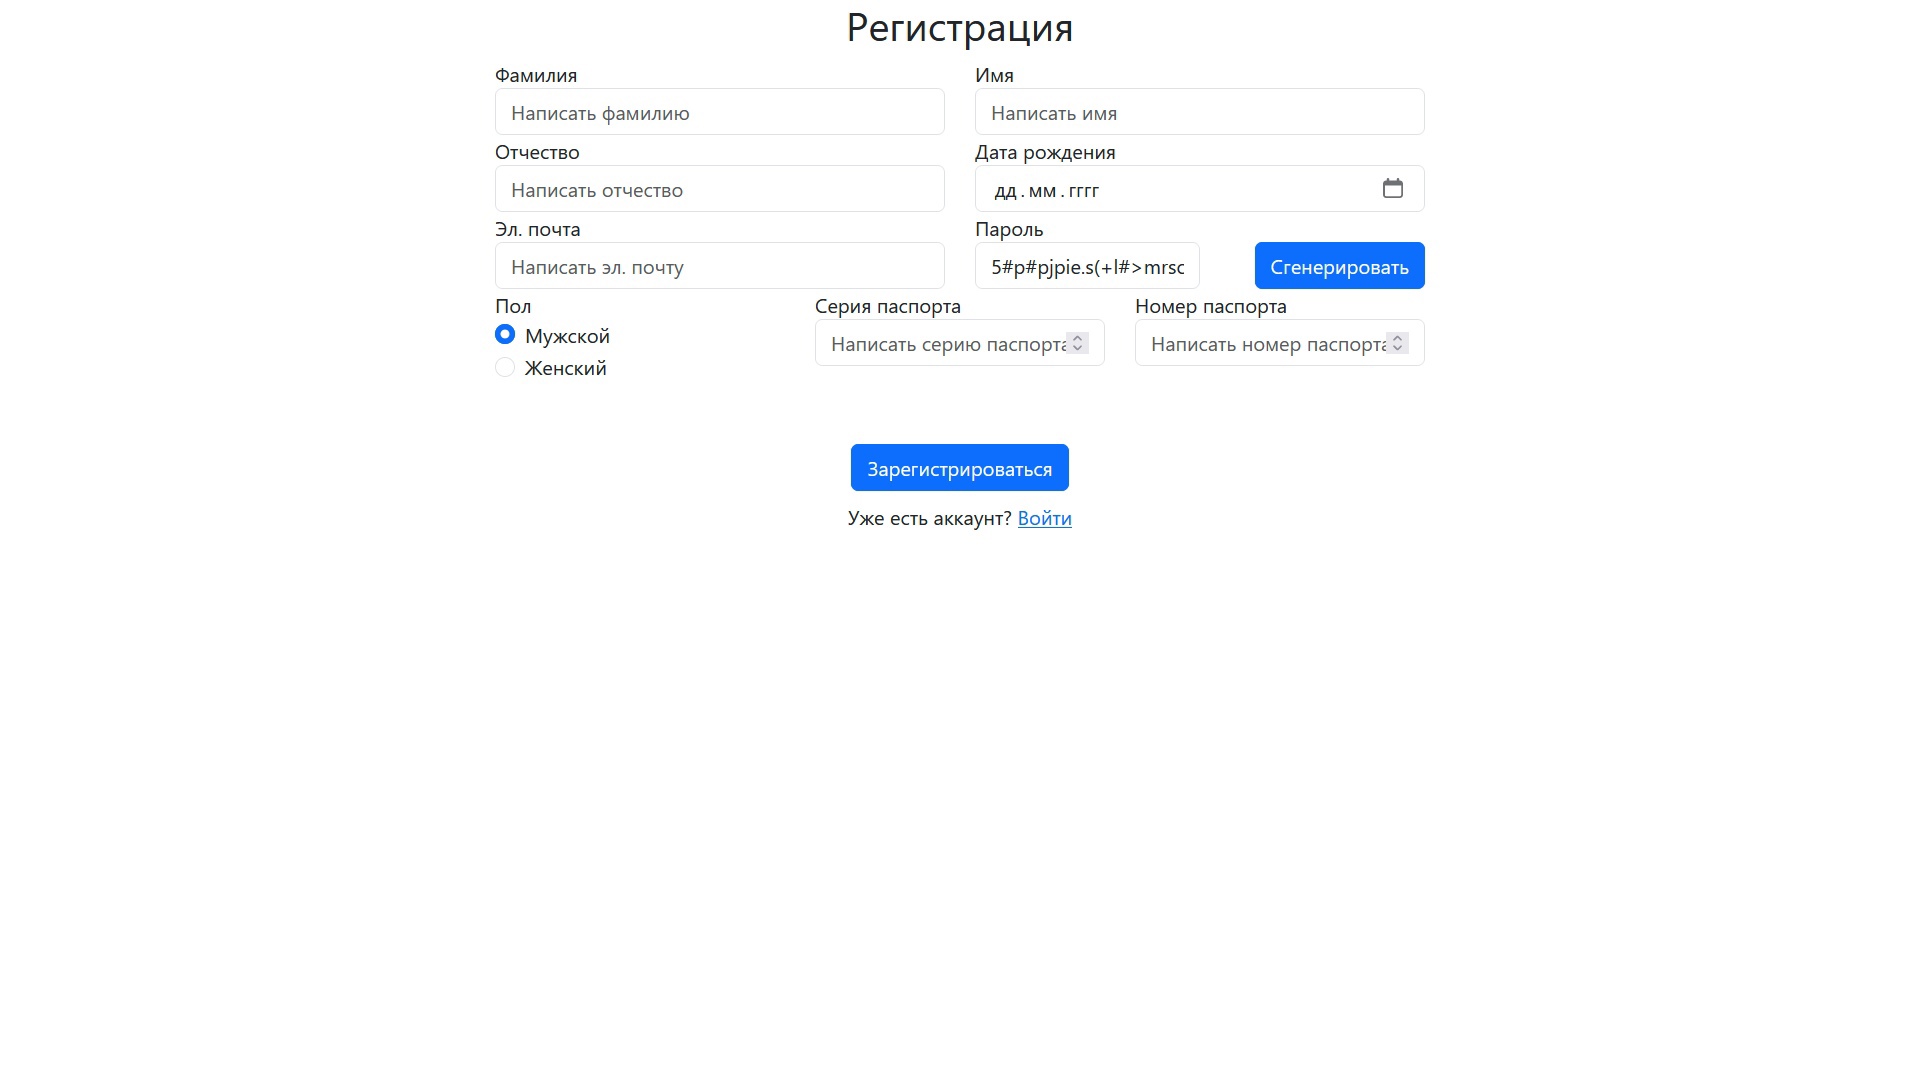 Регистрация
Фамилия
Имя
Написать фамилию
Написать имя
Отчество
Дата рождения
Написать отчество
дд.мм.гггг
Эл. почта
Пароль
Написать эл. почту
5#p#pjpie.s(+l#>mrsc
Сгенерировать
Пол
Серия паспорта
Номер паспорта
Мужской
Написать серию паспорта
Написать номер паспорта
Женский
Зарегистрироваться
Уже есть аккаунт? Войти